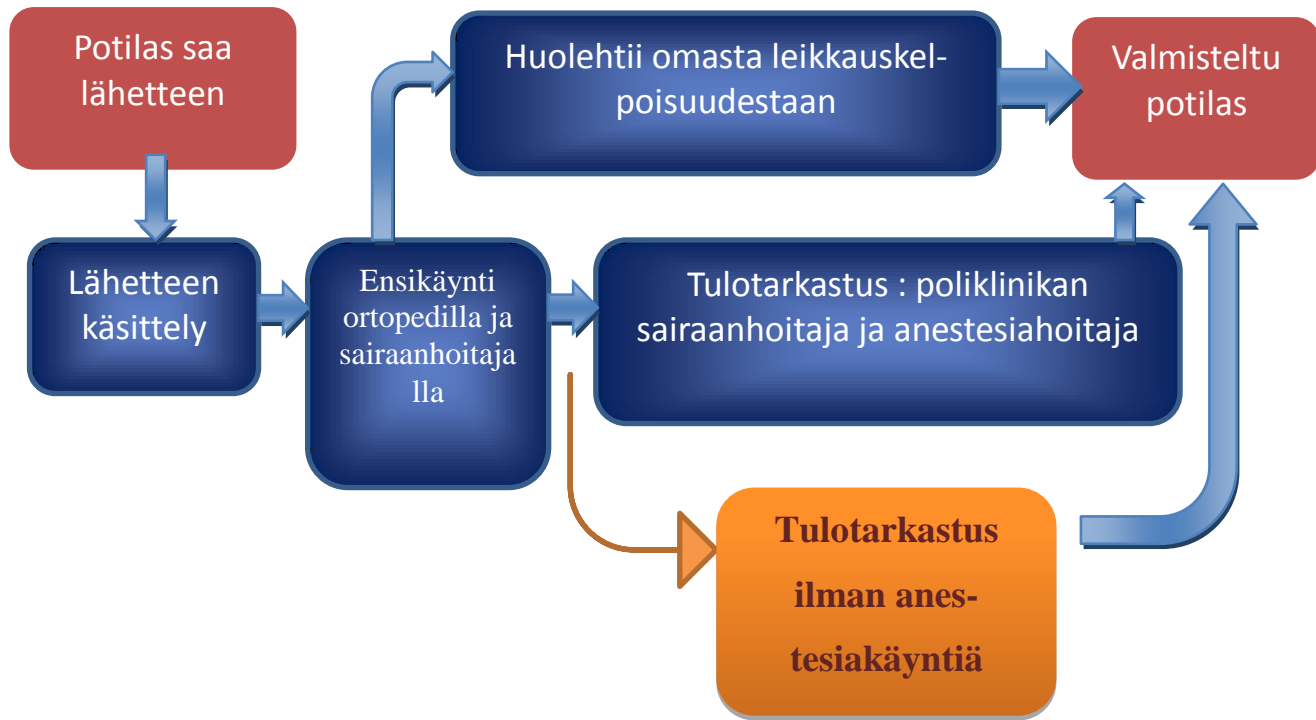 Potilas saa
lähetteen
Huolehtii omasta leikkauskel-
poisuudestaan
Valmisteltu
potilas
Lähetteen
käsittely
Ensikäynti
ortopedilla ja
sairaanhoitaja
lla
Tulotarkastus : poliklinikan
sairaanhoitaja ja anestesiahoitaja
Tulotarkastus
ilman anes-
tesiakäyntiä